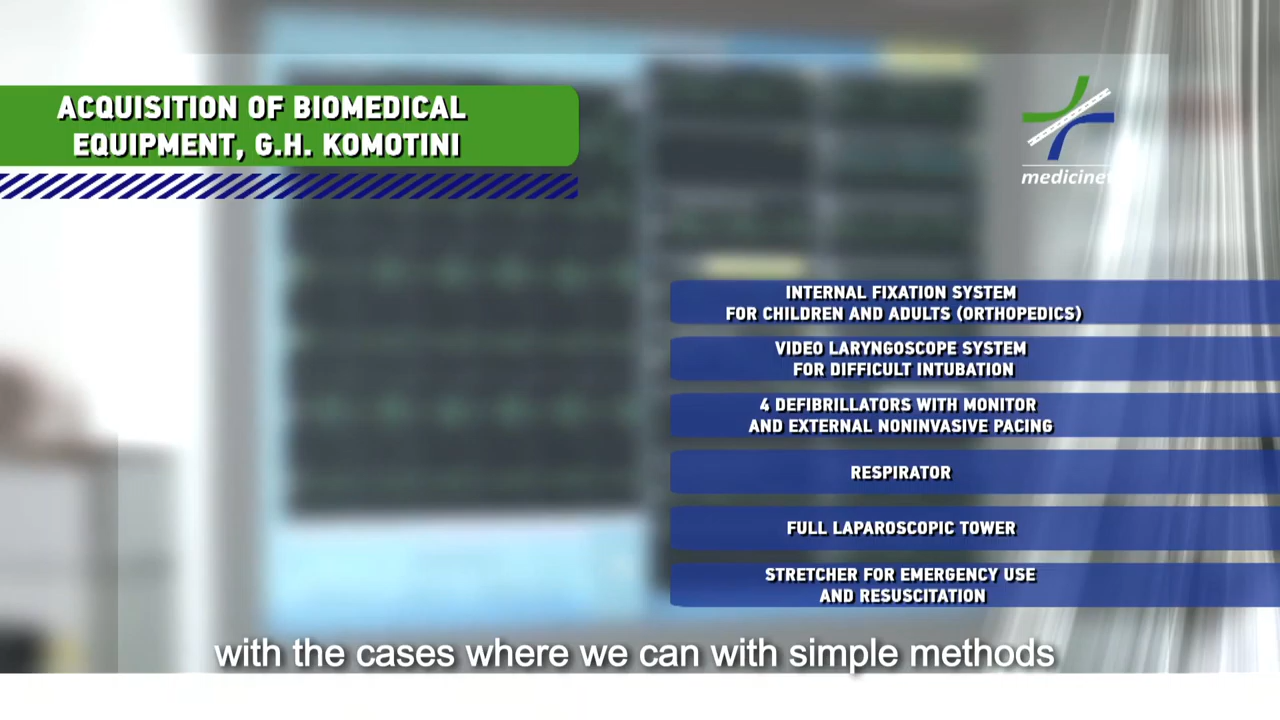 ACQUISITION OF BIOMEDICAL
EQUIPMENT, G.H. KOMOTINI
medicinet
INTERNAL FIXATION SYSTEM
FOR CHILDREN AND ADULTS (ORTHOPEDICS)
VIDEO LARYNGOSCOPE SYSTEM
FOR DIFFICULT INTUBATION
4 DEFIBRILLATORS WITH MONITOR
AND EXTERNAL NONINVASIVE PACING
RESPIRATOR
FULL LAPAROSCOPIC TOWER
STRETCHER FOR EMERGENCY USE
AND RESUSCITATION
with the cases where we can with simple methods